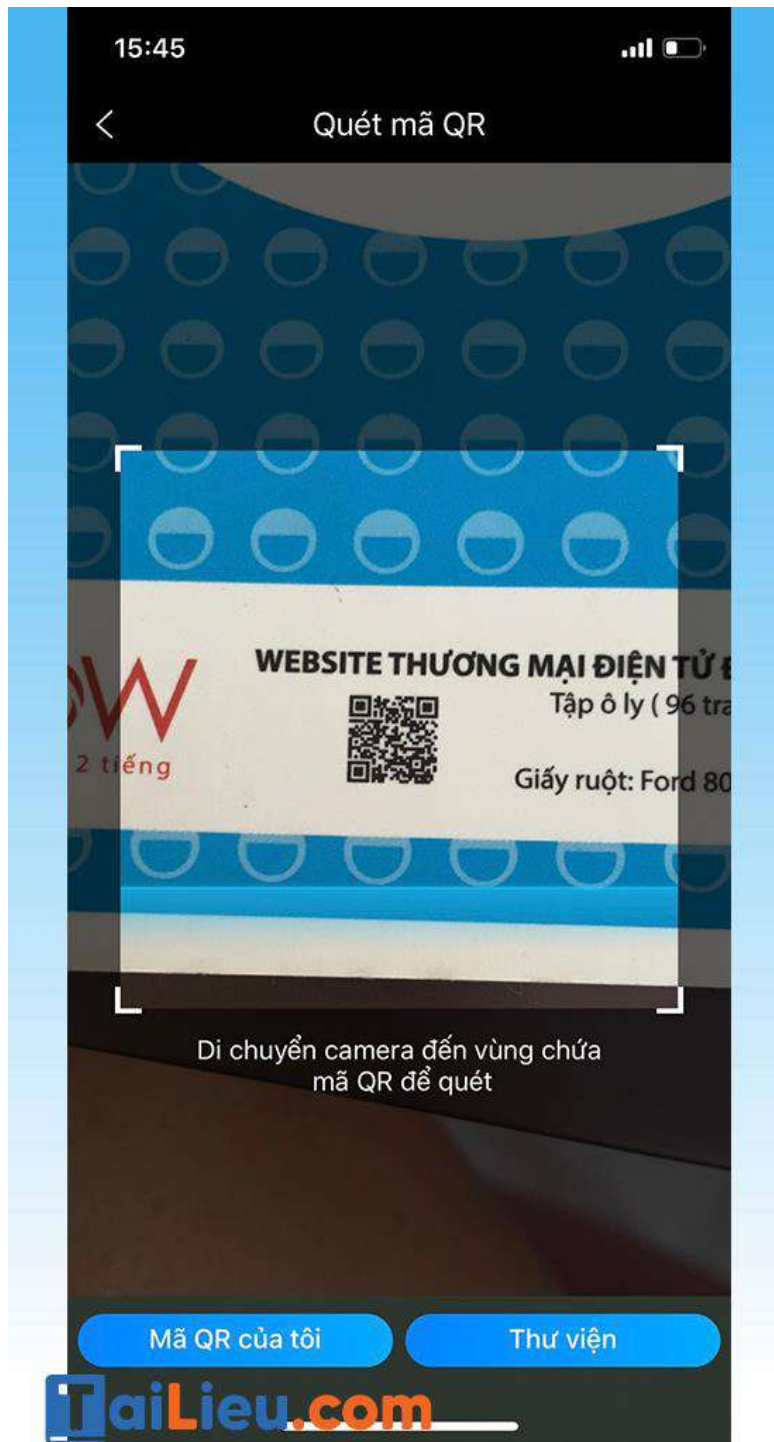 15:45
Quét mã QR
WEBSITE THƯƠNG MẠI ĐIỆN TỬ
Tập ô ly ( 96
2 tiếng
Giấy ruột: Ford 80
Di chuyển camera đến vùng chứa
mã QR để quét
Mã QR của tôi
Thư viện
TaiLieu.com